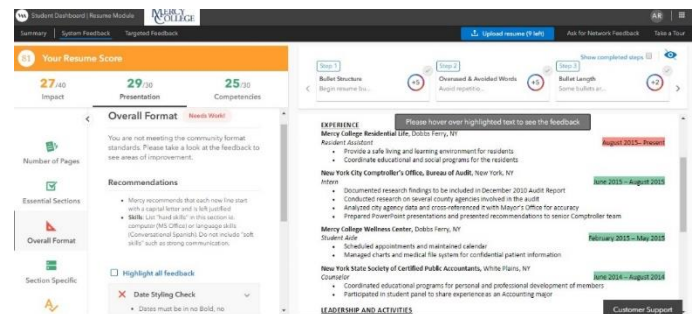 Student Dashboard | Resume Module
MERCY
COLLEGE
AR
Summary
System Feedback
Targeted Feedback
Upload resume (9 left)
Ask for Network Feedback
Take a Tour
81 Your Resume Score
27/40
Impact
29/30
Presentation
25/30
Competencies
Number of Pages
Essential Sections
Overall Format
Section Specific
Overall Format
Needs Work!
You are not meeting the community format
standards. Please take a look at the feedback to
see areas of improvement.
Recommendations
• Mercy recommends that each new line start
with a capital letter and is left justified
• Skills: List "hard skills" in this section ie.
computer (MS Office) or language skills
(Conversational Spanish) Do not include "soft
skills" such as strong communication.
Highlight all feedback
Date Styling Check
• Dates must be in no Bold, no
Show completed steps
Step 1
Bullet Structure
Begin resume bu...
+5
Step 2
Overused & Avoided Words
Avoid repetitio...
+5
Step 3
Bullet Length
Some bullets ar...
+2
Please hover over highlighted text to see the feedback
EXPERIENCE
Mercy College Residential Life, Dobbs Ferry, NY
Resident Assistant August 2015– Present
• Provide a safe living and learning environment for residents
• Coordinate educational and social programs for the residents
New York City Comptroller's Office, Bureau of Audit, New York, NY
Intern June 2015 – August 2015
• Documented research findings to be included in December 2010 Audit Report
• Conducted research on several county agencies involved in the audit
• Analyzed city agency data and cross-referenced it with Mayor's Office for accuracy
• Prepared PowerPoint presentations and presented recommendations to senior Comptroller team
Mercy College Wellness Center, Dobbs Ferry, NY
Student Aide February 2015 – May 2015
• Scheduled appointments and maintained calendar
• Managed charts and medical file system for confidential patient information
New York State Society of Certified Public Accountants, White Plains, NY
Counselor June 2014 – August 2014
• Coordinated educational programs for personal and professional development of members
• Participated in student panel to share experience as an Accounting major
LEADERSHIP AND ACTIVITIES
Customer Support